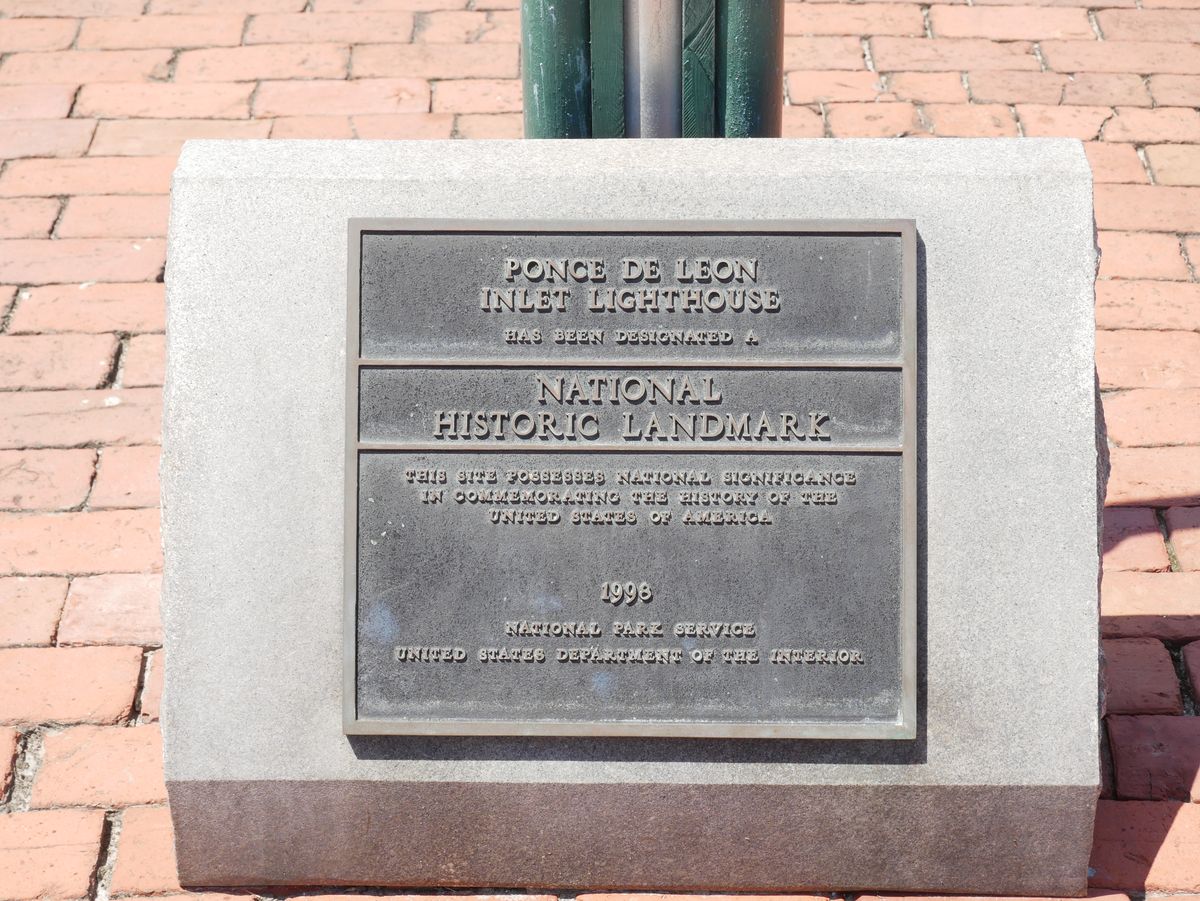 PONCE DE LEON
INLET LIGHTHOUSE
HAS BEEN DESIGNATED A
NATIONAL
HISTORIC LANDMARK
THIS SITE POSSESSES NATIONAL SIGNIFICANCE
IN COMMEMORATING THE HISTORY OF THE
UNITED STATES OF AMERICA
1998
NATIONAL PARK SERVICE
UNITED STATES DEPARTMENT OF THE INTERIOR